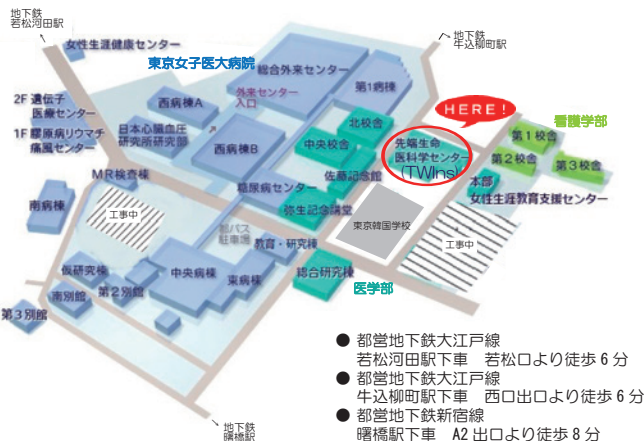 地下鉄
若松河田駅
地下鉄
牛込柳町駅
女性生涯健康センター
東京女子医大病院
総合外来センター
外来センター
入口
第1病棟
HERE!
看護学部
2F 遺伝子
医療センター
1F 膠原病リウマチ
痛風センター
西病棟A
日本心臓血圧
研究所研究部
西病棟B
北校舎
中央校舎
佐藤記念館
先端生命
医科学センター
(TWIns)
第1校舎
第2校舎
第3校舎
本部
女性生涯教育支援センター
MR検査棟
糖尿病センター
弥生記念講堂
南病棟
工事中
バス
駐車場
教育・研究棟
東京韓国学校
工事中
仮研究棟
中央病棟
東病棟
総合研究棟
医学部
南別館
第2別館
第3別館
地下鉄
曙橋駅
● 都営地下鉄大江戸線
若松河田駅下車 若松口より徒歩6分
● 都営地下鉄大江戸線
牛込柳町駅下車 西口出口より徒歩6分
● 都営地下鉄新宿線
曙橋駅下車 A2出口より徒歩8分